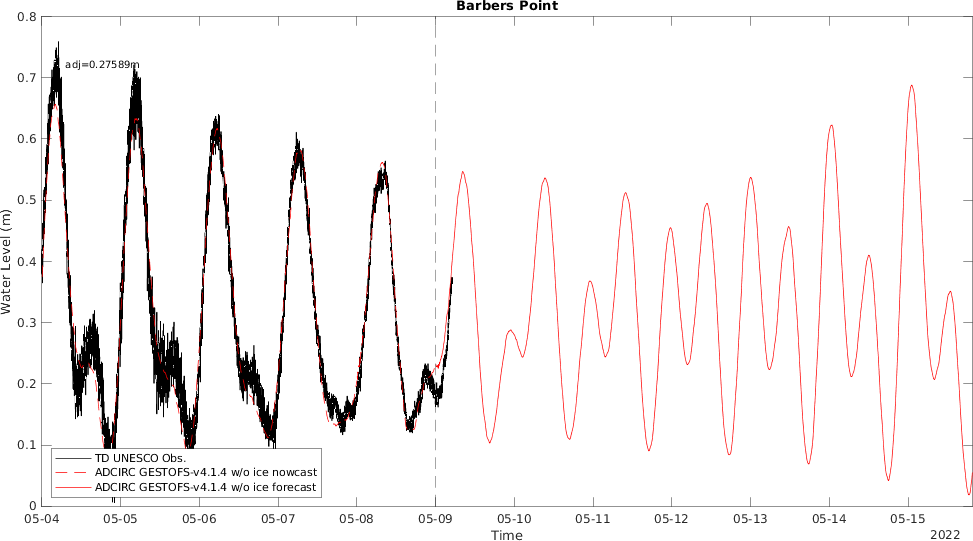 Barbers Point
0.8
0.7
0.6
0.5
0.4
0.3
0.2
0.1
0
Water Level (m)
adj=0.27589m
TD UNESCO Obs.
ADCIRC GESTOFS-v4.1.4 w/o ice nowcast
ADCIRC GESTOFS-v4.1.4 w/o ice forecast
05-04 05-05 05-06 05-07 05-08 05-09 05-10 05-11 05-12 05-13 05-14 05-15
Time
2022